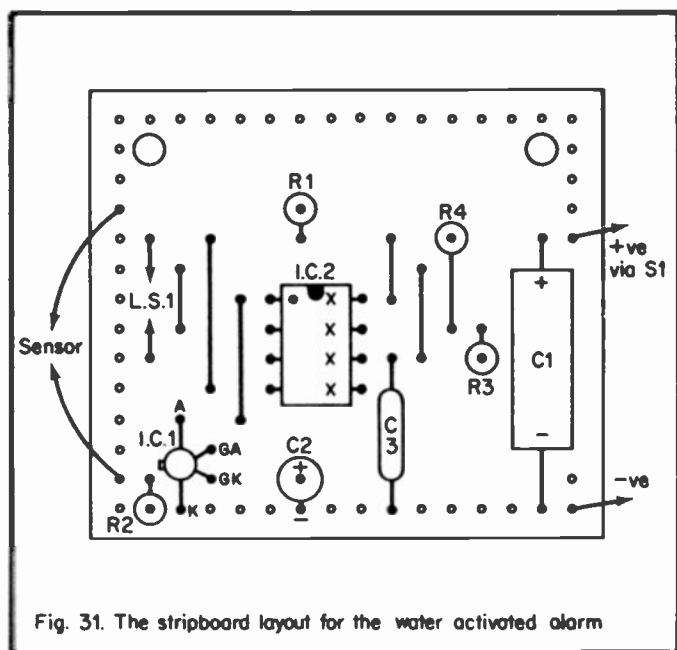 R1
R4
+ve
via S1
I.C.2
L.S.1
X
X
X
X
+
C1
−
Sensor
R3
A
I.C.1
GA
GK
K
C2
+
−
C
3
R2
−ve
Fig. 31. The stripboard layout for the water activated alarm